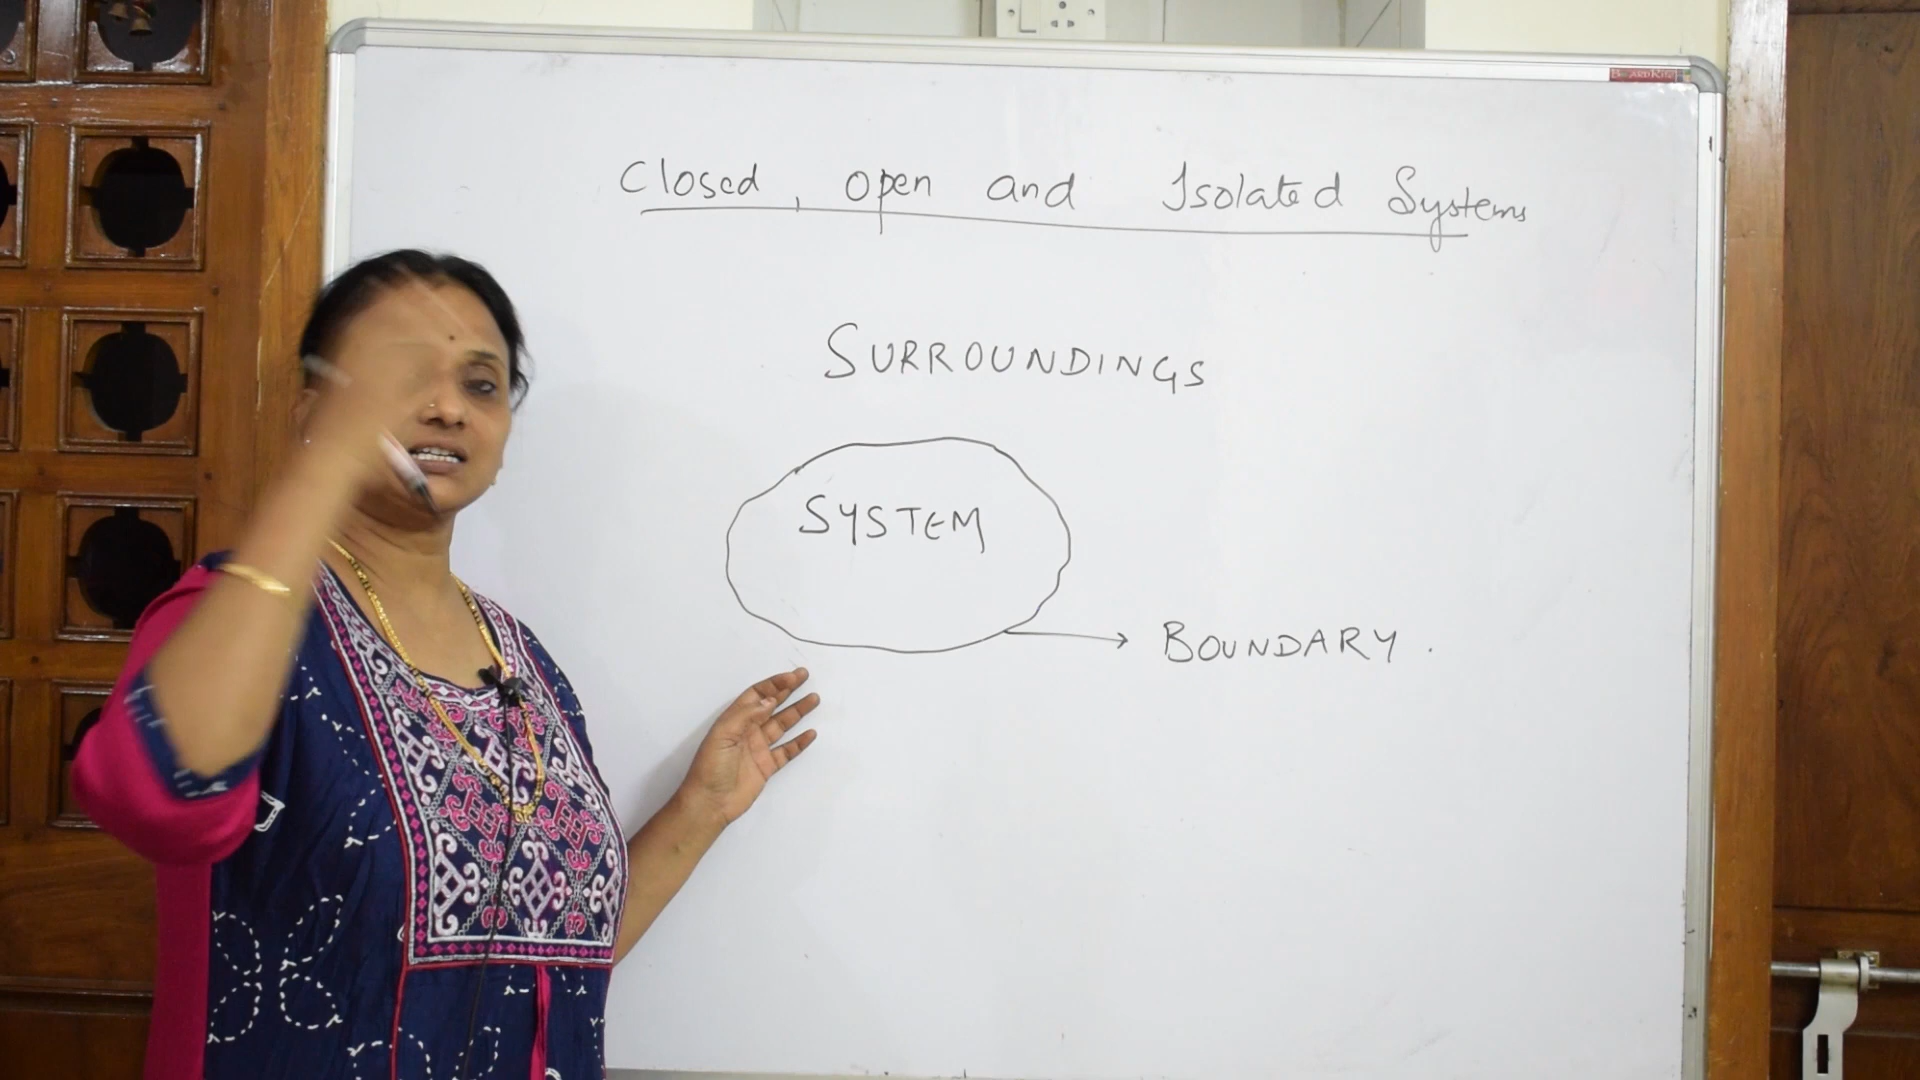 Closed, open and Isolated Systems
SURROUNDINGS
SYSTEM
BOUNDARY.